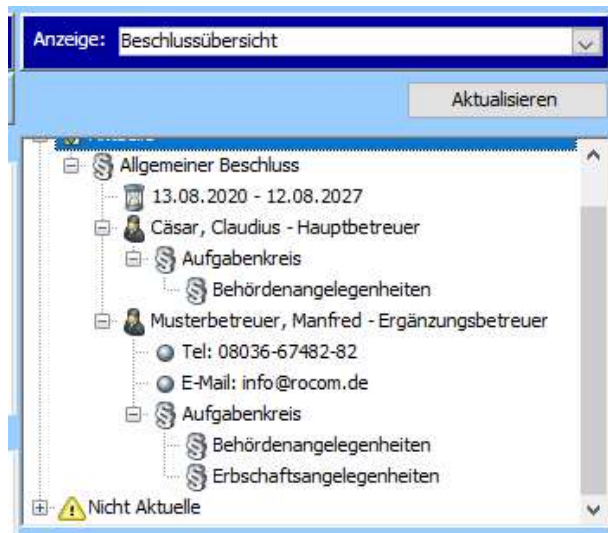 Anzeige: Beschlussübersicht
Aktualisieren
Allgemeiner Beschluss
13.08.2020 - 12.08.2027
Cäsar, Claudius - Hauptbetreuer
Aufgabenkreis
Behördenangelegenheiten
Musterbetreuer, Manfred - Ergänzungsbetreuer
Tel: 08036-67482-82
E-Mail: info@rocom.de
Aufgabenkreis
Behördenangelegenheiten
Erbschaftsangelegenheiten
Nicht Aktuelle